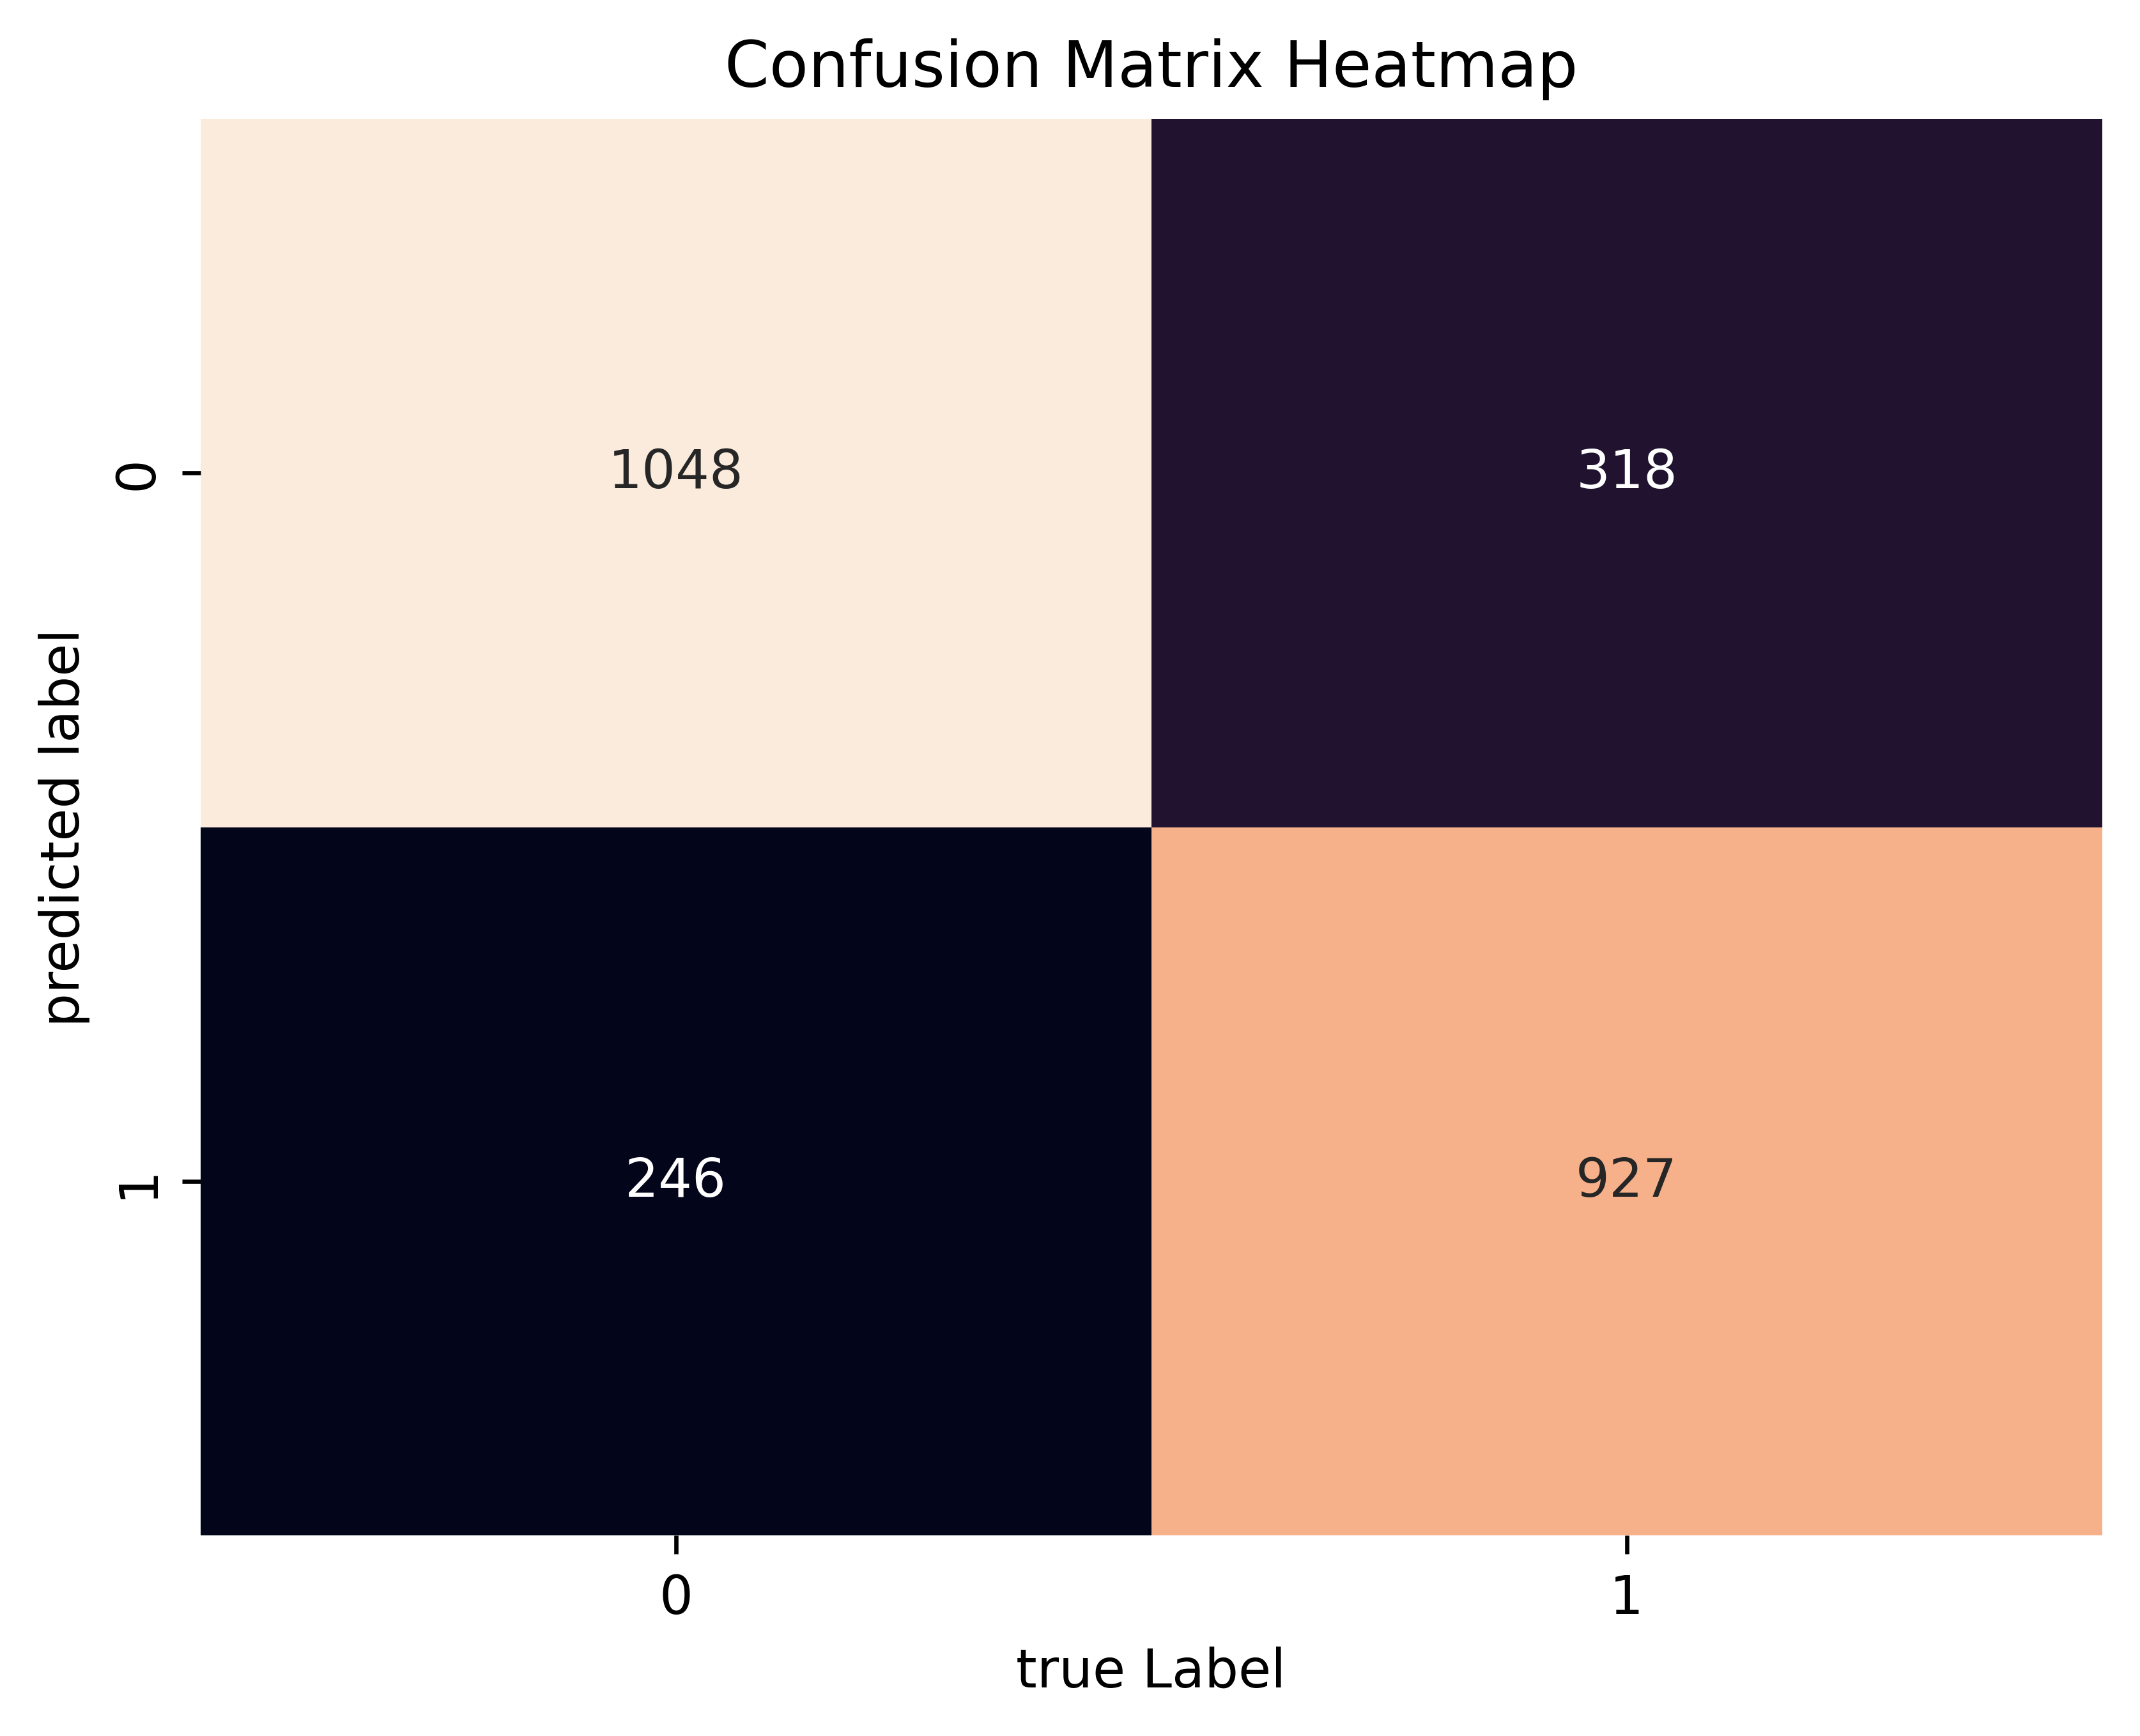 Confusion Matrix Heatmap
predicted label
0
1048
318
1
246
927
0
1
true Label